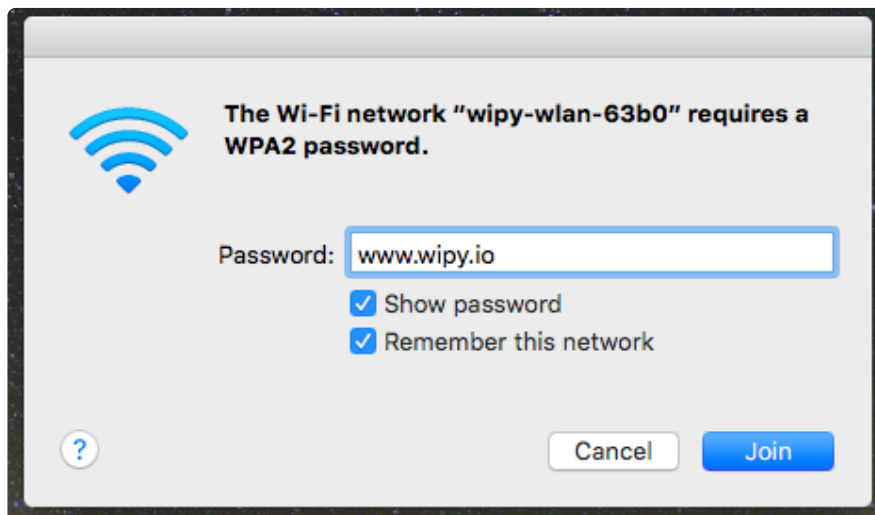 The Wi-Fi network “wipy-wlan-63b0” requires a
WPA2 password.
Password: www.wipy.io
Show password
Remember this network
? Cancel Join